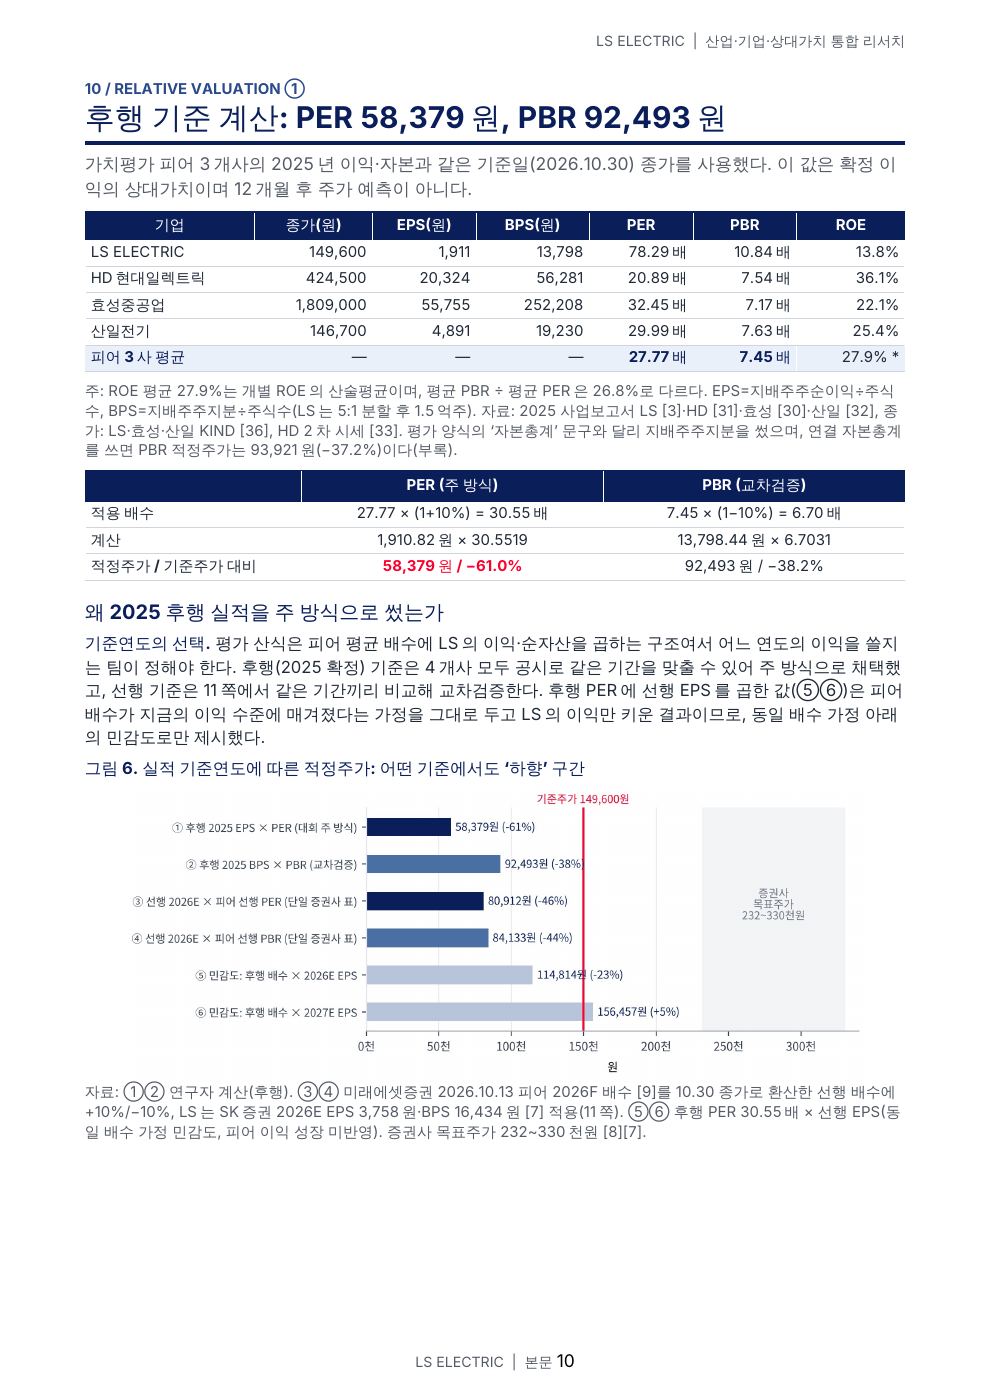 LS ELECTRIC | 산업·기업·상대가치 통합 리서치
10 / RELATIVE VALUATION ①
후행 기준 계산: PER 58,379 원, PBR 92,493 원
가치평가 피어 3 개사의 2025 년 이익·자본과 같은 기준일(2026.10.30) 종가를 사용했다. 이 값은 확정 이
익의 상대가치이며 12 개월 후 주가 예측이 아니다.
기업 종가(원) EPS(원) BPS(원) PER PBR ROE
LS ELECTRIC 149,600 1,911 13,798 78.29 배 10.84 배 13.8%
HD 현대일렉트릭 424,500 20,324 56,281 20.89 배 7.54 배 36.1%
효성중공업 1,809,000 55,755 252,208 32.45 배 7.17 배 22.1%
산일전기 146,700 4,891 19,230 29.99 배 7.63 배 25.4%
피어 3 사 평균 — — — 27.77 배 7.45 배 27.9% *
주: ROE 평균 27.9%는 개별 ROE 의 산술평균이며, 평균 PBR ÷ 평균 PER 은 26.8%로 다르다. EPS=지배주주순이익÷주식
수, BPS=지배주주지분÷주식수(LS 는 5:1 분할 후 1.5 억주). 자료: 2025 사업보고서 LS [3]·HD [31]·효성 [30]·산일 [32], 종
가: LS·효성·산일 KIND [36], HD 2 차 시세 [33]. 평가 양식의 ‘자본총계’ 문구와 달리 지배주주지분을 썼으며, 연결 자본총계
를 쓰면 PBR 적정주가는 93,921 원(−37.2%)이다(부록).
PER (주 방식) PBR (교차검증)
적용 배수 27.77 × (1+10%) = 30.55 배 7.45 × (1−10%) = 6.70 배
계산 1,910.82 원 × 30.5519 13,798.44 원 × 6.7031
적정주가 / 기준주가 대비 58,379 원 / −61.0% 92,493 원 / −38.2%
왜 2025 후행 실적을 주 방식으로 썼는가
기준연도의 선택. 평가 산식은 피어 평균 배수에 LS 의 이익·순자산을 곱하는 구조여서 어느 연도의 이익을 쓸지
는 팀이 정해야 한다. 후행(2025 확정) 기준은 4 개사 모두 공시로 같은 기간을 맞출 수 있어 주 방식으로 채택했
고, 선행 기준은 11 쪽에서 같은 기간끼리 비교해 교차검증한다. 후행 PER 에 선행 EPS 를 곱한 값(⑤⑥)은 피어
배수가 지금의 이익 수준에 매겨졌다는 가정을 그대로 두고 LS 의 이익만 키운 결과이므로, 동일 배수 가정 아래
의 민감도로만 제시했다.
그림 6. 실적 기준연도에 따른 적정주가: 어떤 기준에서도 ‘하향’ 구간
기준주가 149,600원
① 후행 2025 EPS × PER (대회 주 방식) 58,379원 (-61%)
② 후행 2025 BPS × PBR (교차검증) 92,493원 (-38%)
③ 선행 2026E × 피어 선행 PER (단일 증권사 표) 80,912원 (-46%)
④ 선행 2026E × 피어 선행 PBR (단일 증권사 표) 84,133원 (-44%)
⑤ 민감도: 후행 배수 × 2026E EPS 114,814원 (-23%)
⑥ 민감도: 후행 배수 × 2027E EPS 156,457원 (+5%)
증권사
목표주가
232~330천원
0천 50천 100천 150천 200천 250천 300천
원
자료: ①② 연구자 계산(후행). ③④ 미래에셋증권 2026.10.13 피어 2026F 배수 [9]를 10.30 종가로 환산한 선행 배수에
+10%/−10%, LS 는 SK 증권 2026E EPS 3,758 원·BPS 16,434 원 [7] 적용(11 쪽). ⑤⑥ 후행 PER 30.55 배 × 선행 EPS(동
일 배수 가정 민감도, 피어 이익 성장 미반영). 증권사 목표주가 232~330 천원 [8][7].
LS ELECTRIC | 본문 10